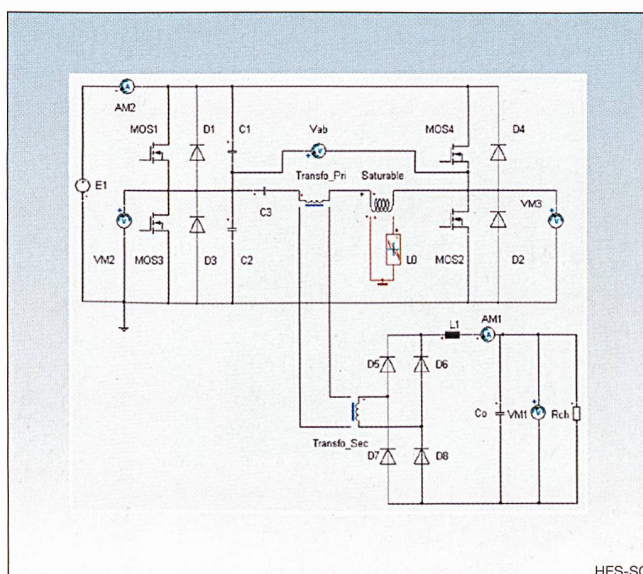 AM2
MOS1
D1
C1
Vab
MOS4
D4
Transfo_Pri
Saturable
E1
C3
VM3
VM2
MOS3
D3
C2
L0
MOS2
D2
AM1
L1
D5
D6
Co
VM1
Rch
Transfo_Sec
D7
D8